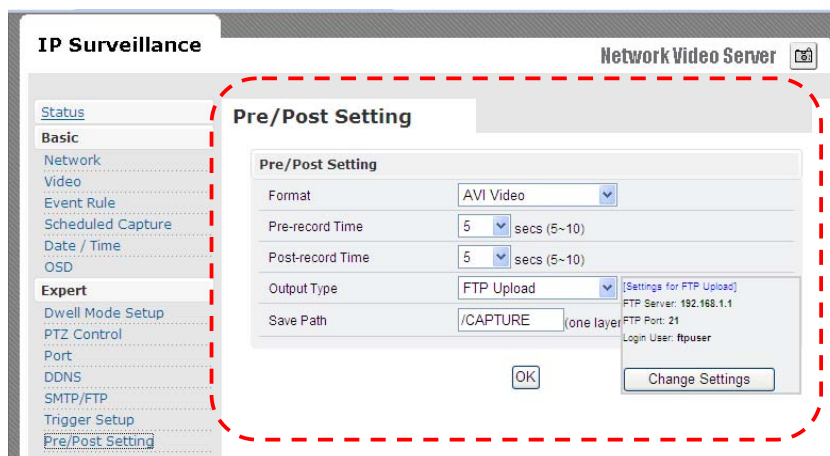 IP Surveillance
Network Video Server
Status
Basic
Network
Video
Event Rule
Scheduled Capture
Date / Time
OSD
Expert
Dwell Mode Setup
PTZ Control
Port
DDNS
SMTP/FTP
Trigger Setup
Pre/Post Setting
Pre/Post Setting
Pre/Post Setting
Format AVI Video
Pre-record Time 5 secs (5~10)
Post-record Time 5 secs (5~10)
Output Type FTP Upload
Save Path /CAPTURE (one layer
[Settings for FTP Upload]
FTP Server: 192.168.1.1
FTP Port: 21
Login User: ftpuser
Change Settings
OK